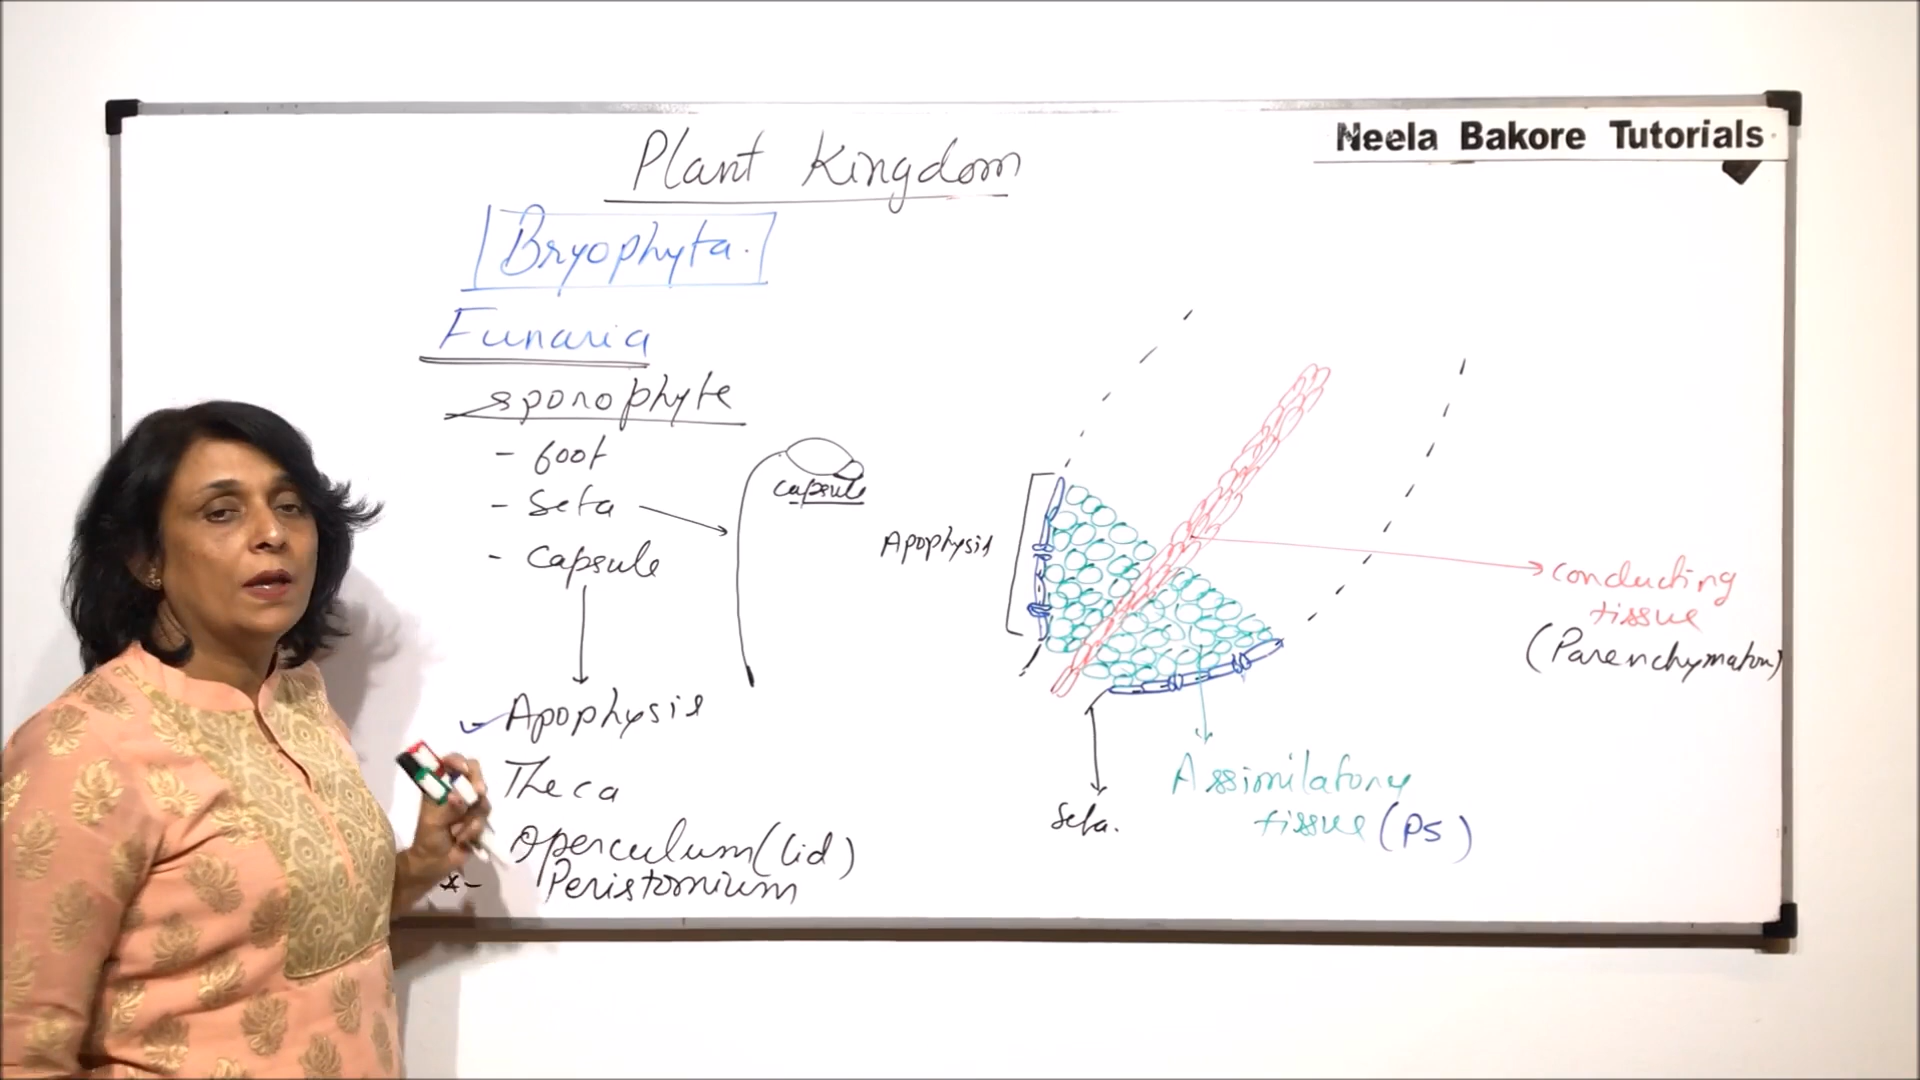 Neela Bakore Tutorials
Plant Kingdom
Bryophyta.
Funaria
sporophyte
- foot
- Seta
- capsule
capsule
Apophysis
Theca
operculum (lid)
*- Peristomium
Apophysis
conducting
tissue
(Parenchymatous)
Seta.
Assimilatory
tissue (PS)